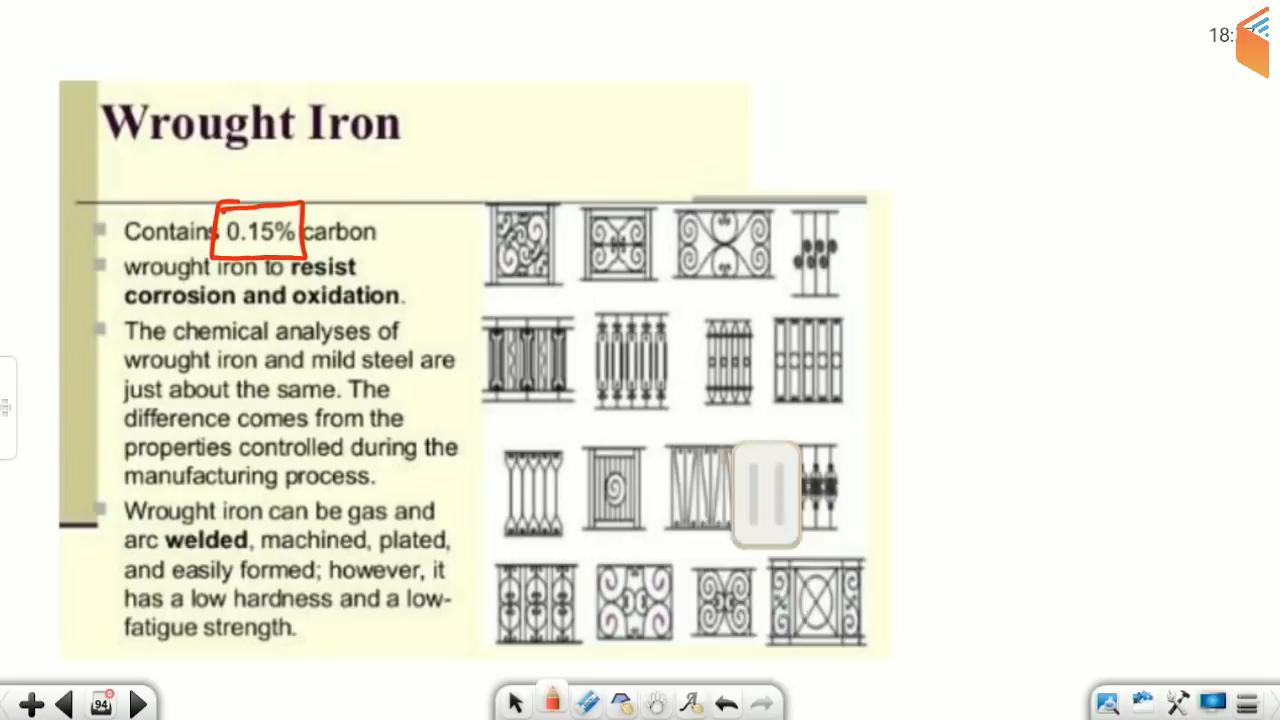 18:
Wrought Iron
Contains 0.15% carbon
wrought iron to resist
corrosion and oxidation.
The chemical analyses of
wrought iron and mild steel are
just about the same. The
difference comes from the
properties controlled during the
manufacturing process.
Wrought iron can be gas and
arc welded, machined, plated,
and easily formed; however, it
has a low hardness and a low-
fatigue strength.
94